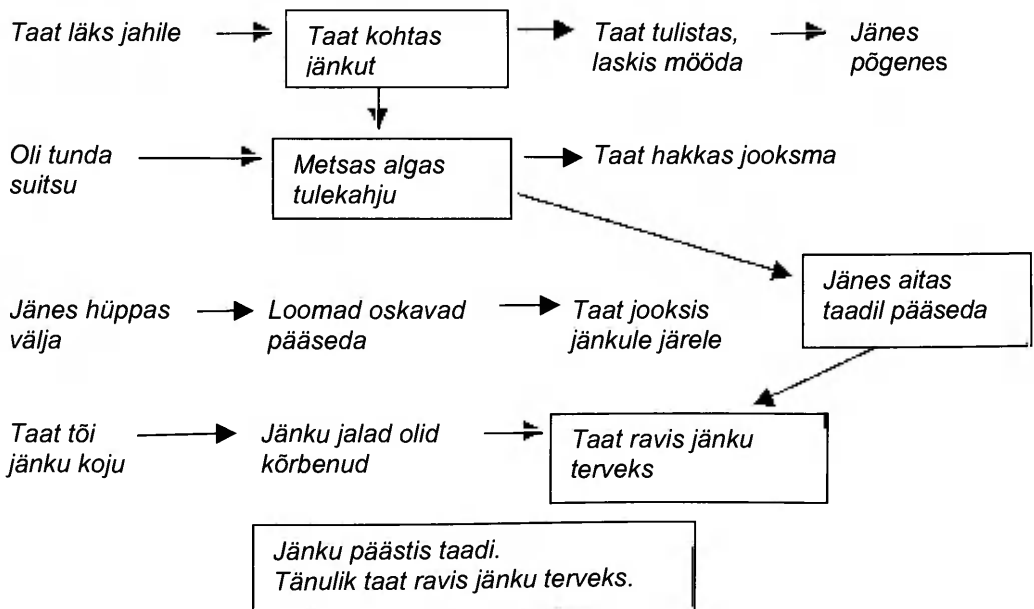 Taat läks jahile
Taat kohtas
jänkut
Taat tulistas,
laskis mööda
Jänes
põgenes
Oli tunda
suitsu
Metsas algas
tulekahju
Taat hakkas jooksma
Jänes aitas
taadil pääseda
Jänes hüppas
välja
Loomad oskavad
pääseda
Taat jooksis
jänkule järele
Taat tõi
jänku koju
Jänku jalad olid
kõrbenud
Taat ravis jänku
terveks
Jänku päästis taadi.
Tänulik taat ravis jänku terveks.